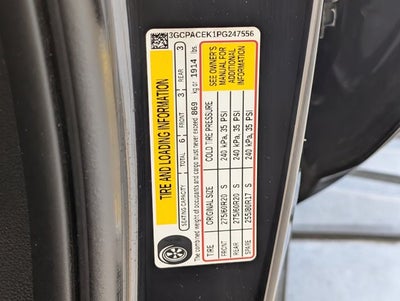 3GCPACEK1PG247556
TIRE AND LOADING INFORMATION
SEATING CAPACITY TOTAL 6 FRONT 3 REAR 3
The combined weight of occupants and cargo must never exceed 869 kg or 1914 lbs.
TIRE ORIGINAL SIZE COLD TIRE PRESSURE
FRONT 275/60R20 S 240 kPa, 35 PSI
REAR 275/60R20 S 240 kPa, 35 PSI
SPARE 255/80R17 S 240 kPa, 35 PSI
SEE OWNER'S
MANUAL FOR
ADDITIONAL
INFORMATION